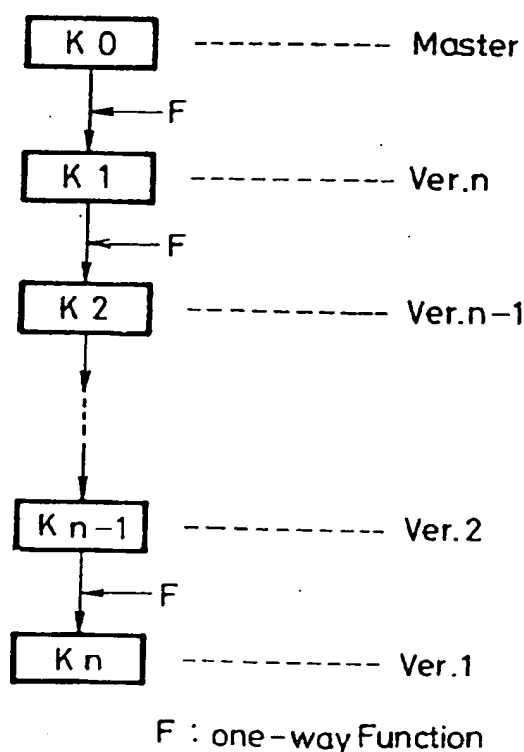 K 0 --------- Master
F
K 1 --------- Ver.n
F
K 2 --------- Ver.n-1
K n-1 --------- Ver.2
F
K n --------- Ver.1
F : one-way Function